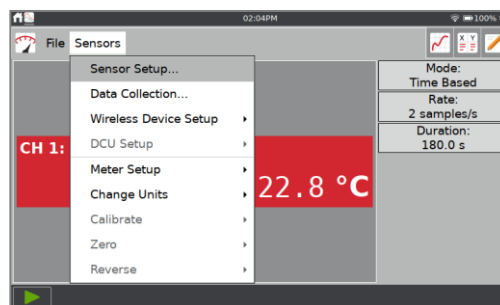 02:04PM 100%
File Sensors
X Y
Sensor Setup...
Data Collection...
Wireless Device Setup
DCU Setup
Meter Setup
Change Units
Calibrate
Zero
Reverse
CH 1:
22.8 °C
Mode:
Time Based
Rate:
2 samples/s
Duration:
180.0 s